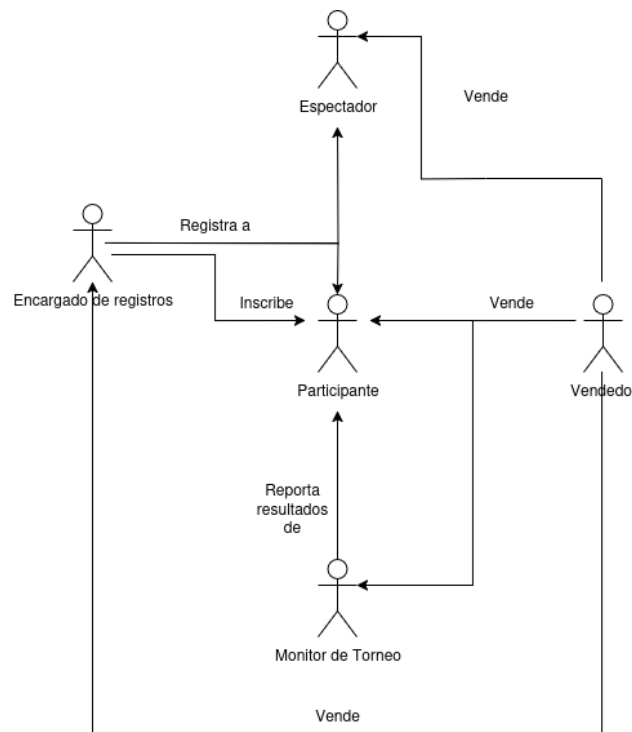 Espectador
Vende
Registra a
Encargado de registros
Inscribe
Vende
Participante
Vendedo
Reporta
resultados
de
Monitor de Torneo
Vende